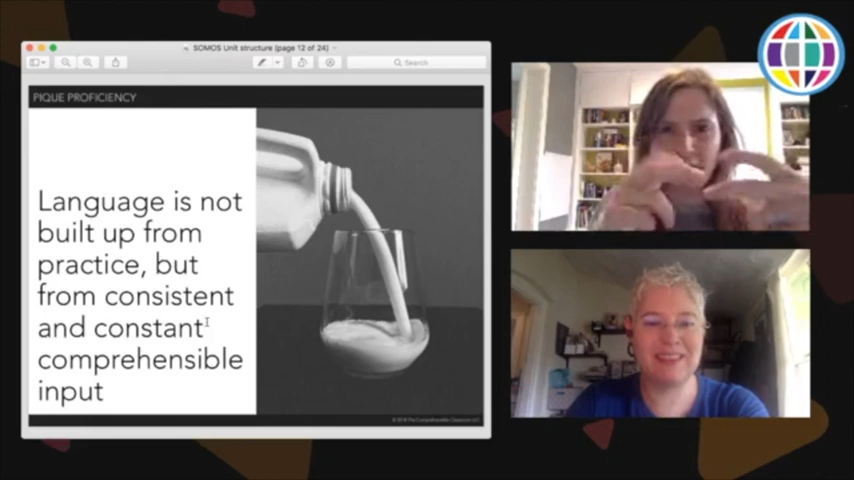 SOMOS Unit structure (page 12 of 24)
Search
PIQUE PROFICIENCY
Language is not
built up from
practice, but
from consistent
and constant
comprehensible
input